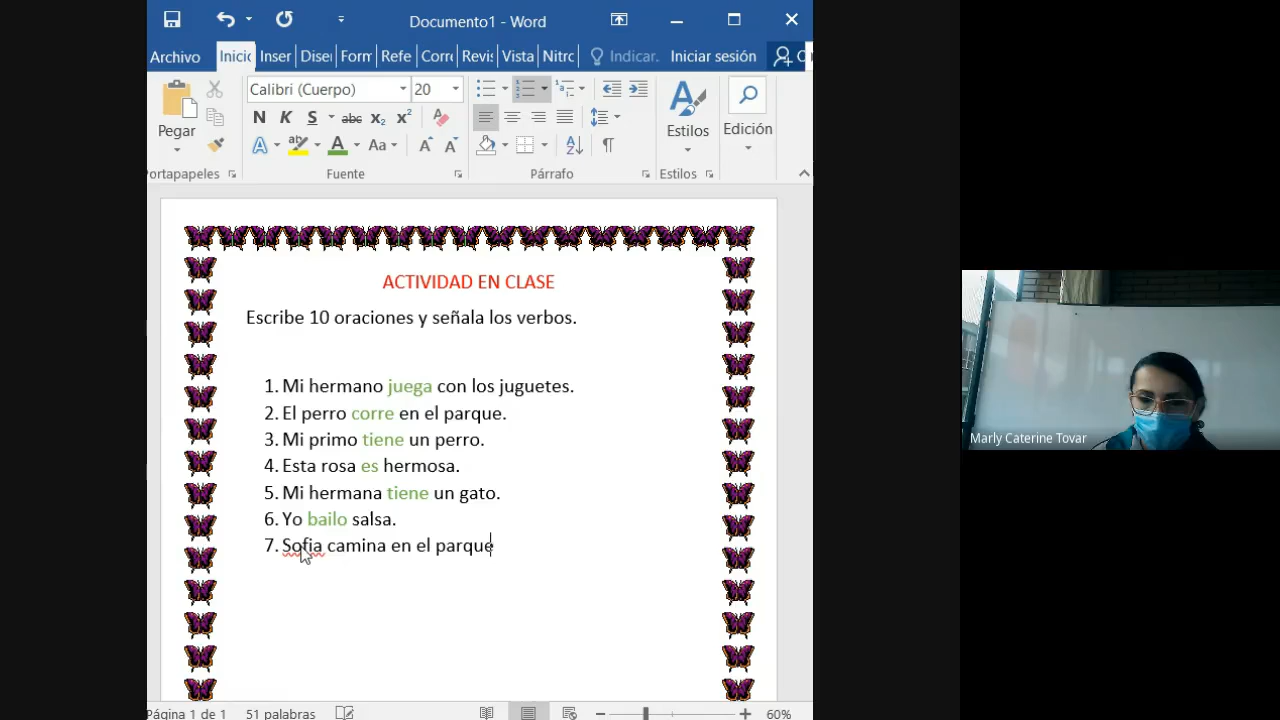 Documento1 - Word
Archivo Inicio Inser Disei Form Refe Corre Revis Vista Nitro Indicar. Iniciar sesión
Calibri (Cuerpo) 20
Pegar
N K S abc x₂ x²
Aa
Estilos
Edición
ortapapeles Fuente Párrafo Estilos
ACTIVIDAD EN CLASE
Escribe 10 oraciones y señala los verbos.
1. Mi hermano juega con los juguetes.
2. El perro corre en el parque.
3. Mi primo tiene un perro.
4. Esta rosa es hermosa.
5. Mi hermana tiene un gato.
6. Yo bailo salsa.
7. Sofia camina en el parque
Marly Caterine Tovar
Página 1 de 1 51 palabras 60%